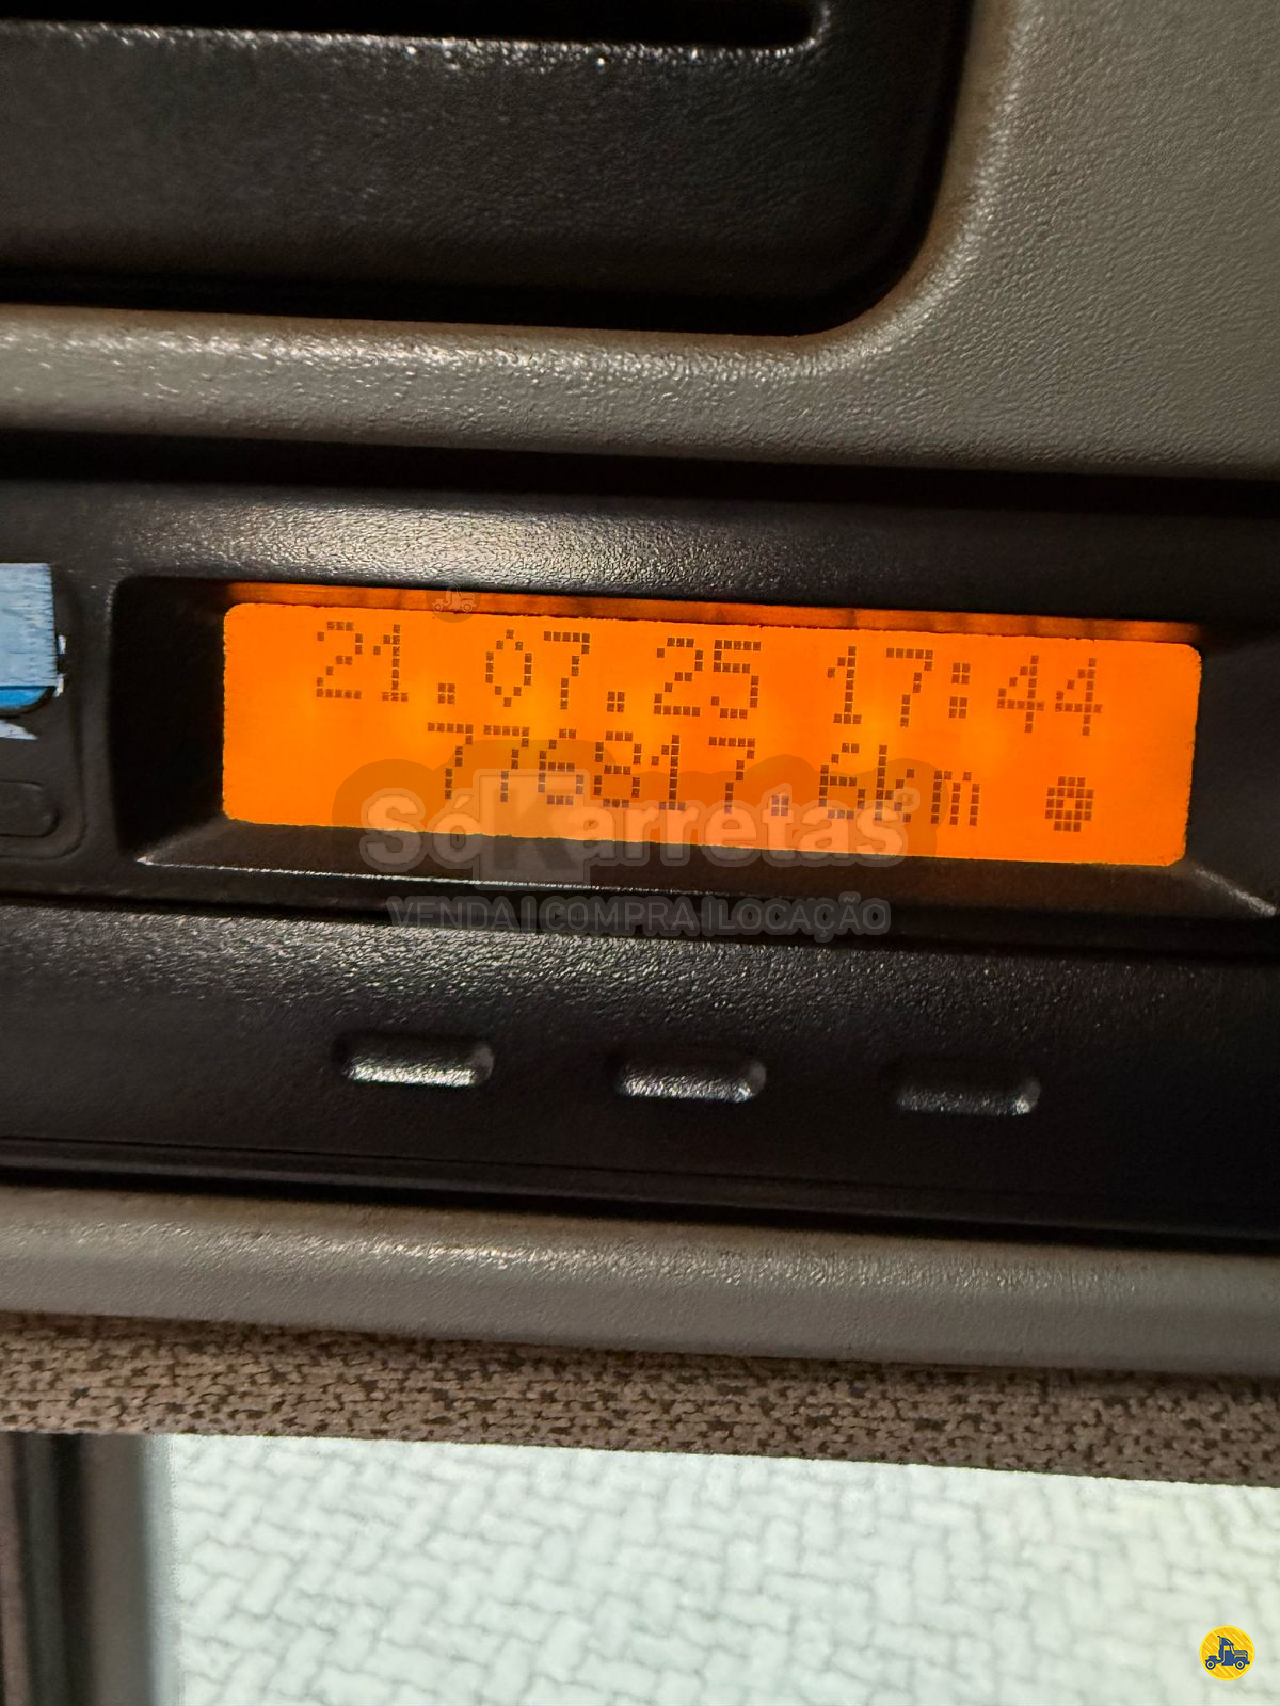 21.07.25 17:44
776817.6km
SóKarretas
VENDA | COMPRA | LOCAÇÃO